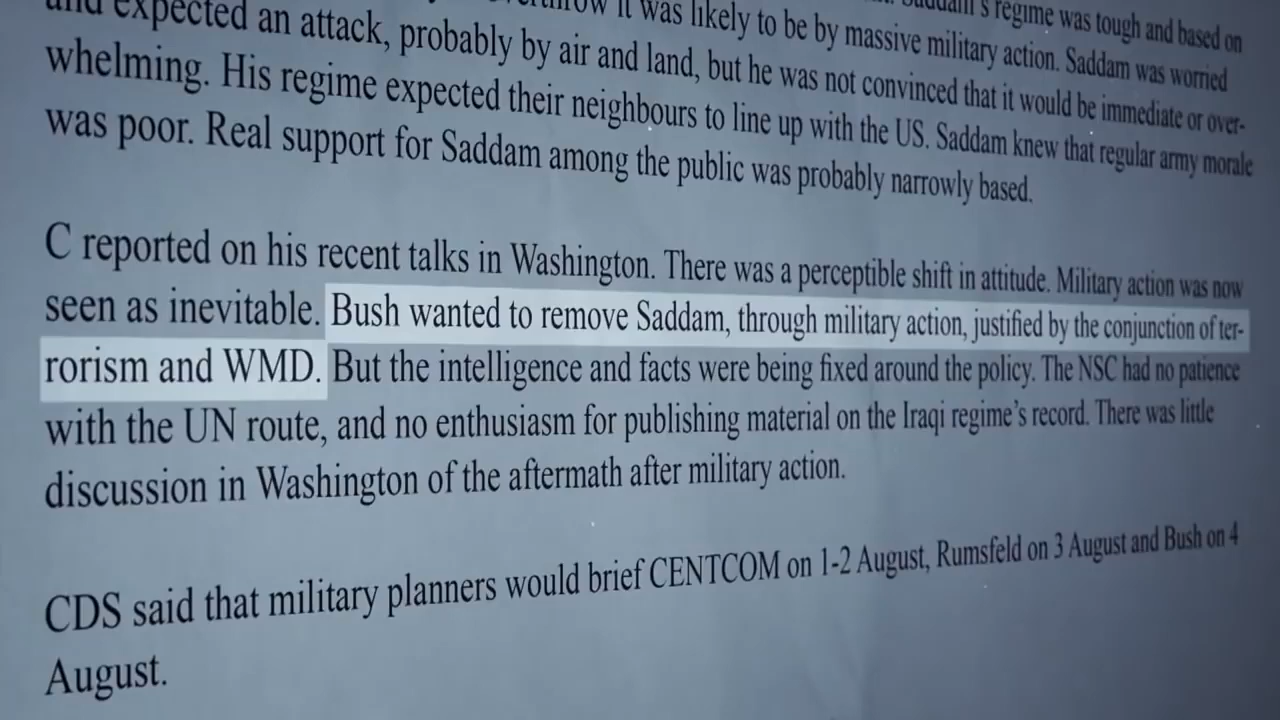 and expected an attack, probably by air and land, but he was not convinced that it would be immediate or over-
whelming. His regime expected their neighbours to line up with the US. Saddam knew that regular army morale
was poor. Real support for Saddam among the public was probably narrowly based.
C reported on his recent talks in Washington. There was a perceptible shift in attitude. Military action was now
seen as inevitable. Bush wanted to remove Saddam, through military action, justified by the conjunction of ter-
rorism and WMD. But the intelligence and facts were being fixed around the policy. The NSC had no patience
with the UN route, and no enthusiasm for publishing material on the Iraqi regime's record. There was little
discussion in Washington of the aftermath after military action.
CDS said that military planners would brief CENTCOM on 1-2 August, Rumsfeld on 3 August and Bush on 4
August.